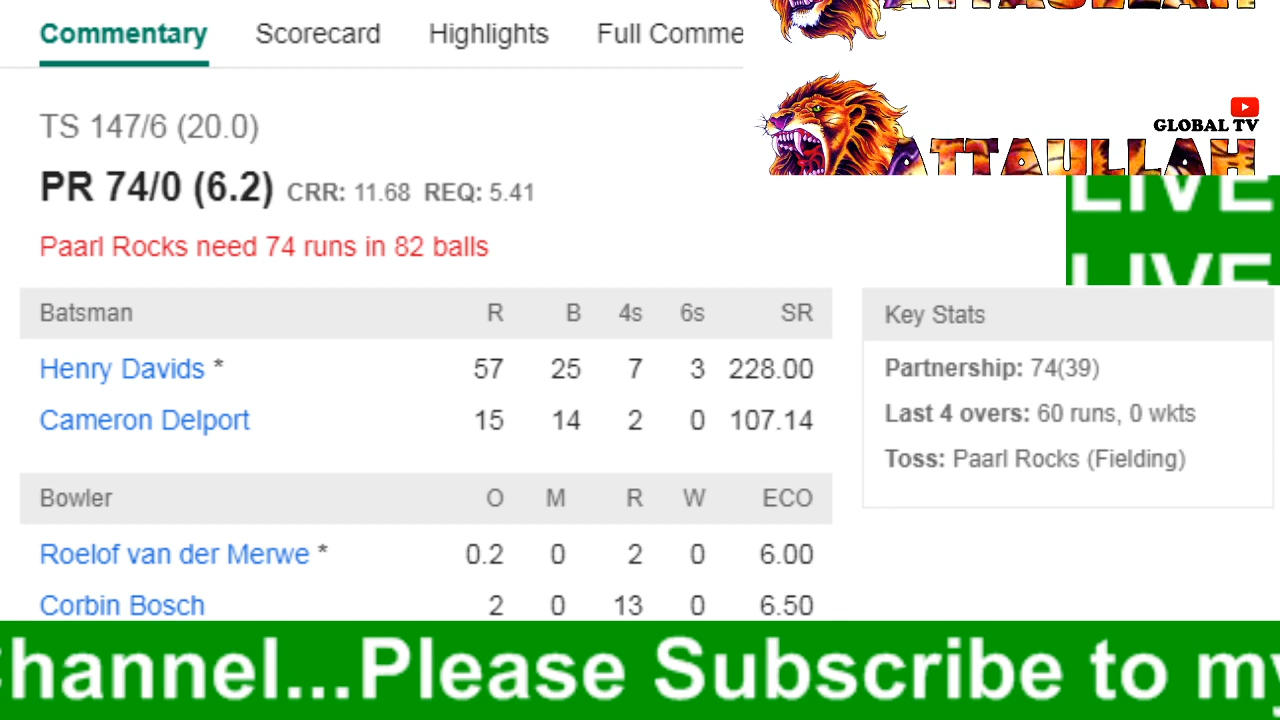 Commentary Scorecard Highlights Full Comme
ATTAULLAH
GLOBAL TV
ATTAULLAH
TS 147/6 (20.0)
PR 74/0 (6.2) CRR: 11.68 REQ: 5.41
LIVE
Paarl Rocks need 74 runs in 82 balls
LIVE
Batsman R B 4s 6s SR
Henry Davids * 57 25 7 3 228.00
Cameron Delport 15 14 2 0 107.14
Key Stats
Partnership: 74(39)
Last 4 overs: 60 runs, 0 wkts
Toss: Paarl Rocks (Fielding)
Bowler O M R W ECO
Roelof van der Merwe * 0.2 0 2 0 6.00
Corbin Bosch 2 0 13 0 6.50
Channel...Please Subscribe to my